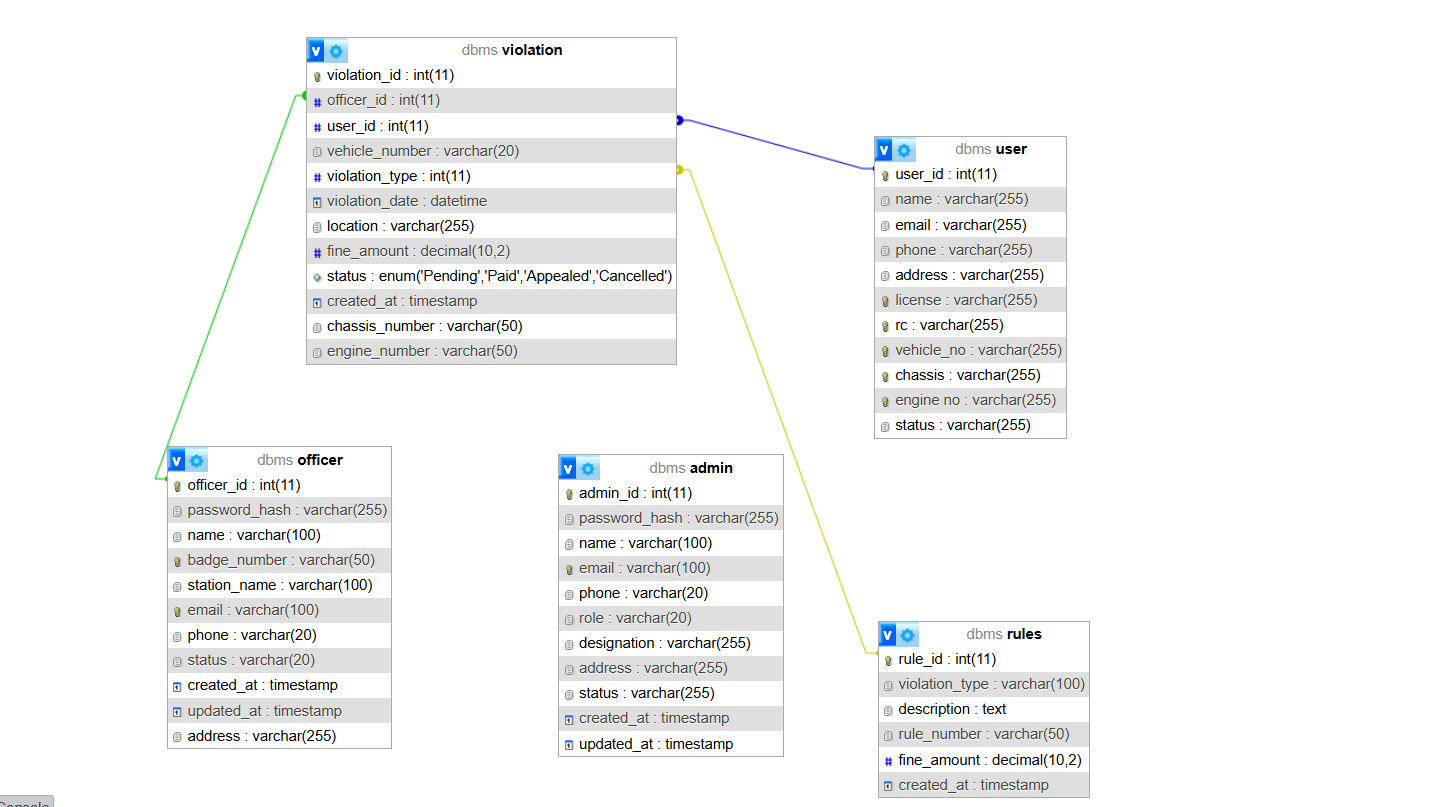 dbms violation
violation_id : int(11)
officer_id : int(11)
user_id : int(11)
vehicle_number : varchar(20)
violation_type : int(11)
violation_date : datetime
location : varchar(255)
fine_amount : decimal(10,2)
status : enum('Pending','Paid','Appealed','Cancelled')
created_at : timestamp
chassis_number : varchar(50)
engine_number : varchar(50)
dbms user
user_id : int(11)
name : varchar(255)
email : varchar(255)
phone : varchar(255)
address : varchar(255)
license : varchar(255)
rc : varchar(255)
vehicle_no : varchar(255)
chassis : varchar(255)
engine no : varchar(255)
status : varchar(255)
dbms officer
officer_id : int(11)
password_hash : varchar(255)
name : varchar(100)
badge_number : varchar(50)
station_name : varchar(100)
email : varchar(100)
phone : varchar(20)
status : varchar(20)
created_at : timestamp
updated_at : timestamp
address : varchar(255)
dbms admin
admin_id : int(11)
password_hash : varchar(255)
name : varchar(100)
email : varchar(100)
phone : varchar(20)
role : varchar(20)
designation : varchar(255)
address : varchar(255)
status : varchar(255)
created_at : timestamp
updated_at : timestamp
dbms rules
rule_id : int(11)
violation_type : varchar(100)
description : text
rule_number : varchar(50)
fine_amount : decimal(10,2)
created_at : timestamp
Console